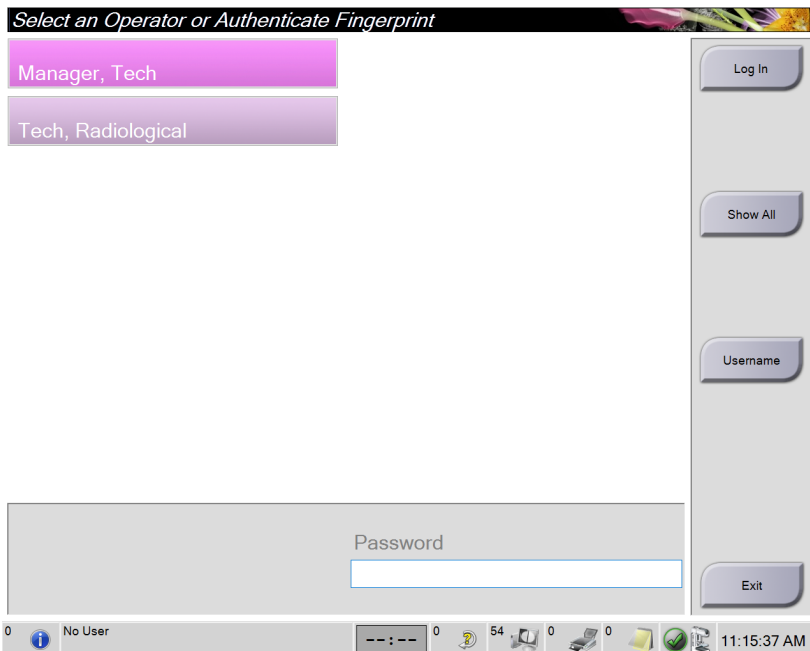 Select an Operator or Authenticate Fingerprint
Manager, Tech
Tech, Radiological
Log In
Show All
Username
Password
Exit
0
No User
--:--
0
54
0
0
11:15:37 AM